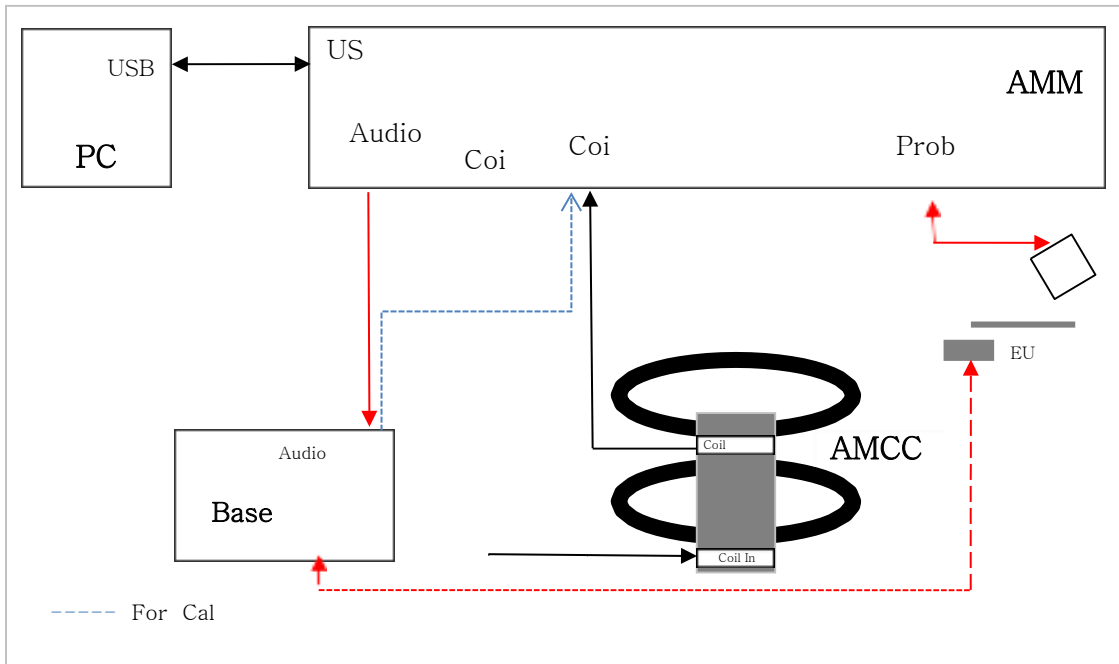 US
USB
AMM
Audio
Coi
Coi
Prob
PC
EU
Coil
AMCC
Audio
Base
Coil In
For Cal